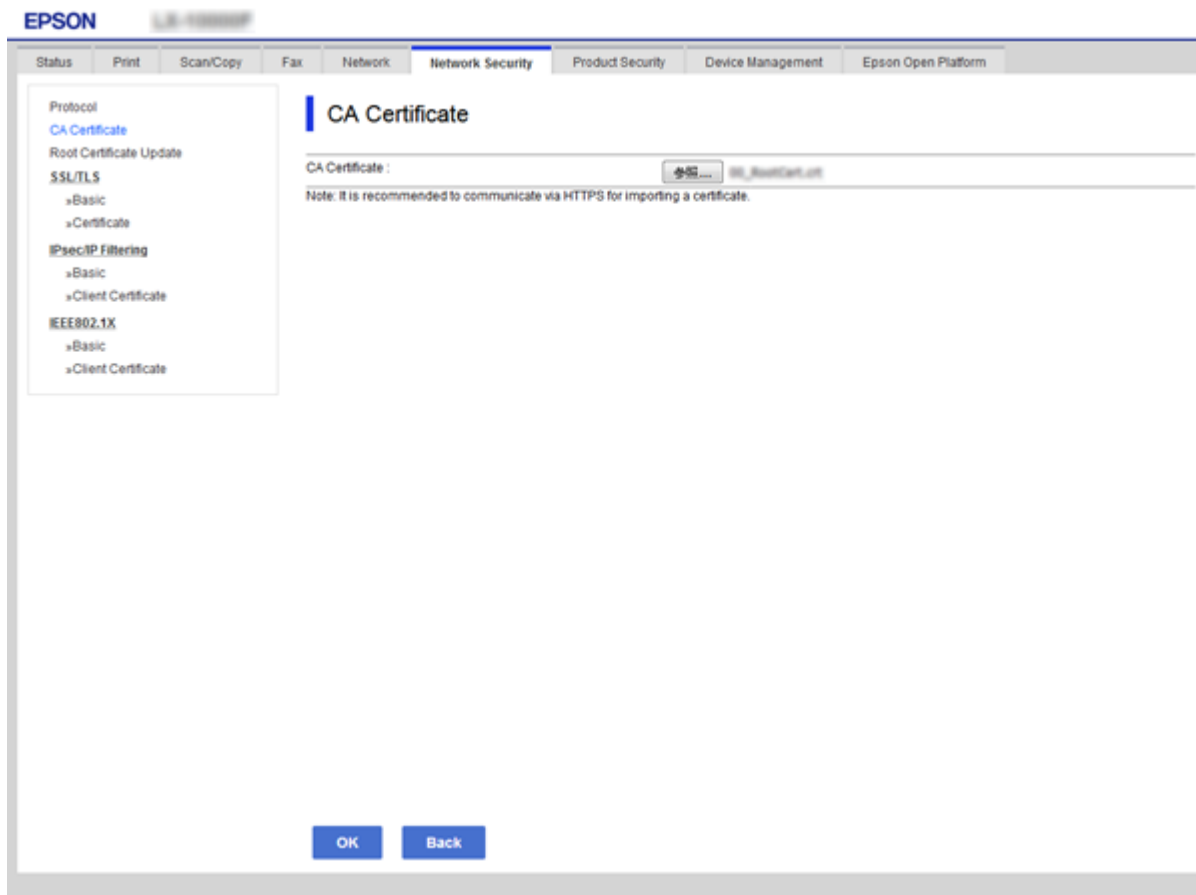 EPSON
Status Print Scan/Copy Fax Network Network Security Product Security Device Management Epson Open Platform
Protocol
CA Certificate
Root Certificate Update
SSL/TLS
»Basic
»Certificate
IPsec/IP Filtering
»Basic
»Client Certificate
IEEE802.1X
»Basic
»Client Certificate
CA Certificate
CA Certificate : 参照...
Note: It is recommended to communicate via HTTPS for importing a certificate.
OK Back